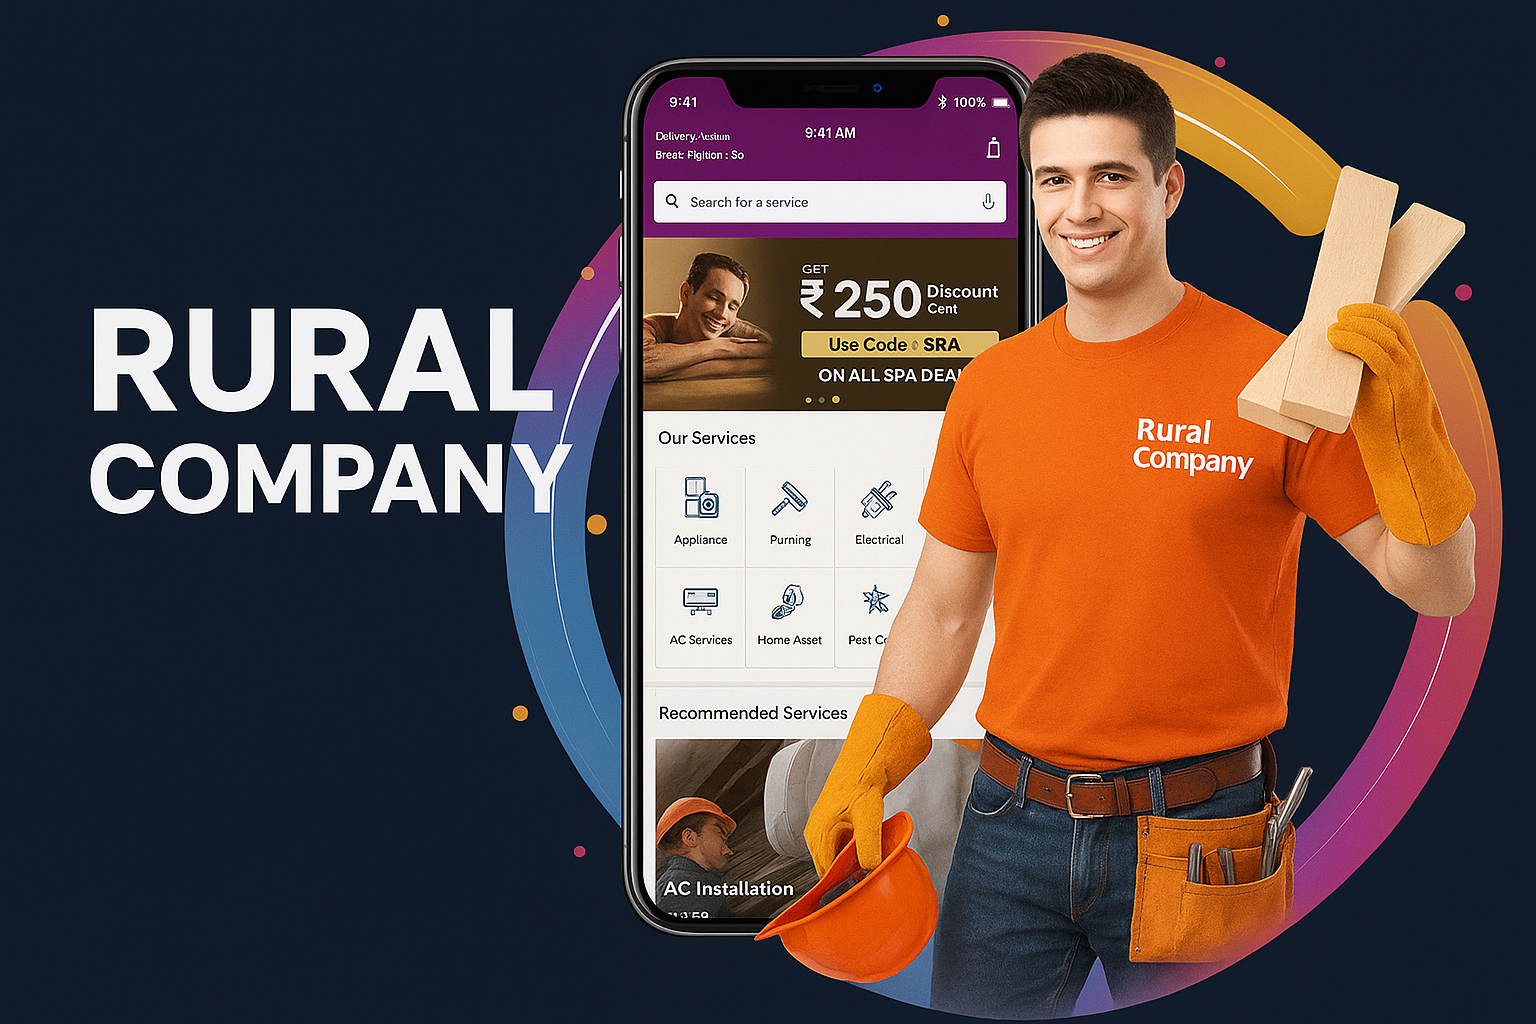 RURAL
COMPANY
9:41
100%
Delivery
9:41 AM
Breat: Flgltion : So
Search for a service
GET
₹ 250 Discount
Cent
Use Code SRA
ON ALL SPA DEA
Our Services
Appliance
Purning
Electrical
AC Services
Home Asset
Pest C
Recommended Services
AC Installation
Rural
Company